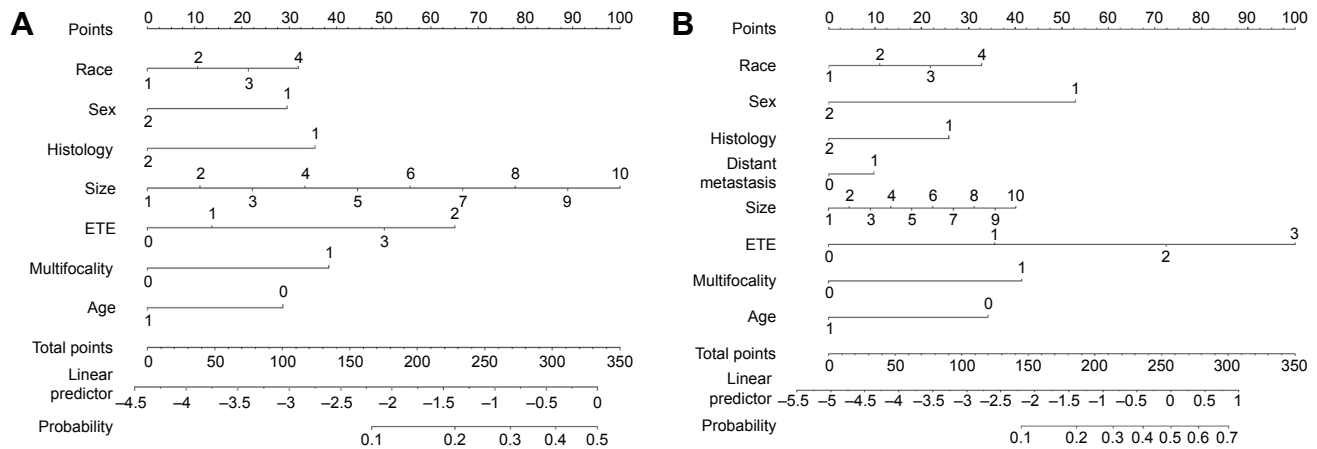 A
Points
0 10 20 30 40 50 60 70 80 90 100
Race
2 4
1 3
Sex
1
2
Histology
1
2
Size
2 4 6 8 10
1 3 5 7 9
ETE
1 2
0 3
Multifocality
1
0
Age
0
1
Total points
0 50 100 150 200 250 300 350
Linear
predictor
–4.5 –4 –3.5 –3 –2.5 –2 –1.5 –1 –0.5 0
Probability
0.1 0.2 0.3 0.4 0.5
B
Points
0 10 20 30 40 50 60 70 80 90 100
Race
2 4
1 3
Sex
1
2
Histology
1
2
Distant
metastasis
1
0
Size
2 4 6 8 10
1 3 5 7 9
ETE
1 3
0 2
Multifocality
1
0
Age
0
1
Total points
0 50 100 150 200 250 300 350
Linear
predictor
–5.5 –5 –4.5 –4 –3.5 –3 –2.5 –2 –1.5 –1 –0.5 0 0.5 1
Probability
0.1 0.2 0.3 0.4 0.5 0.6 0.7